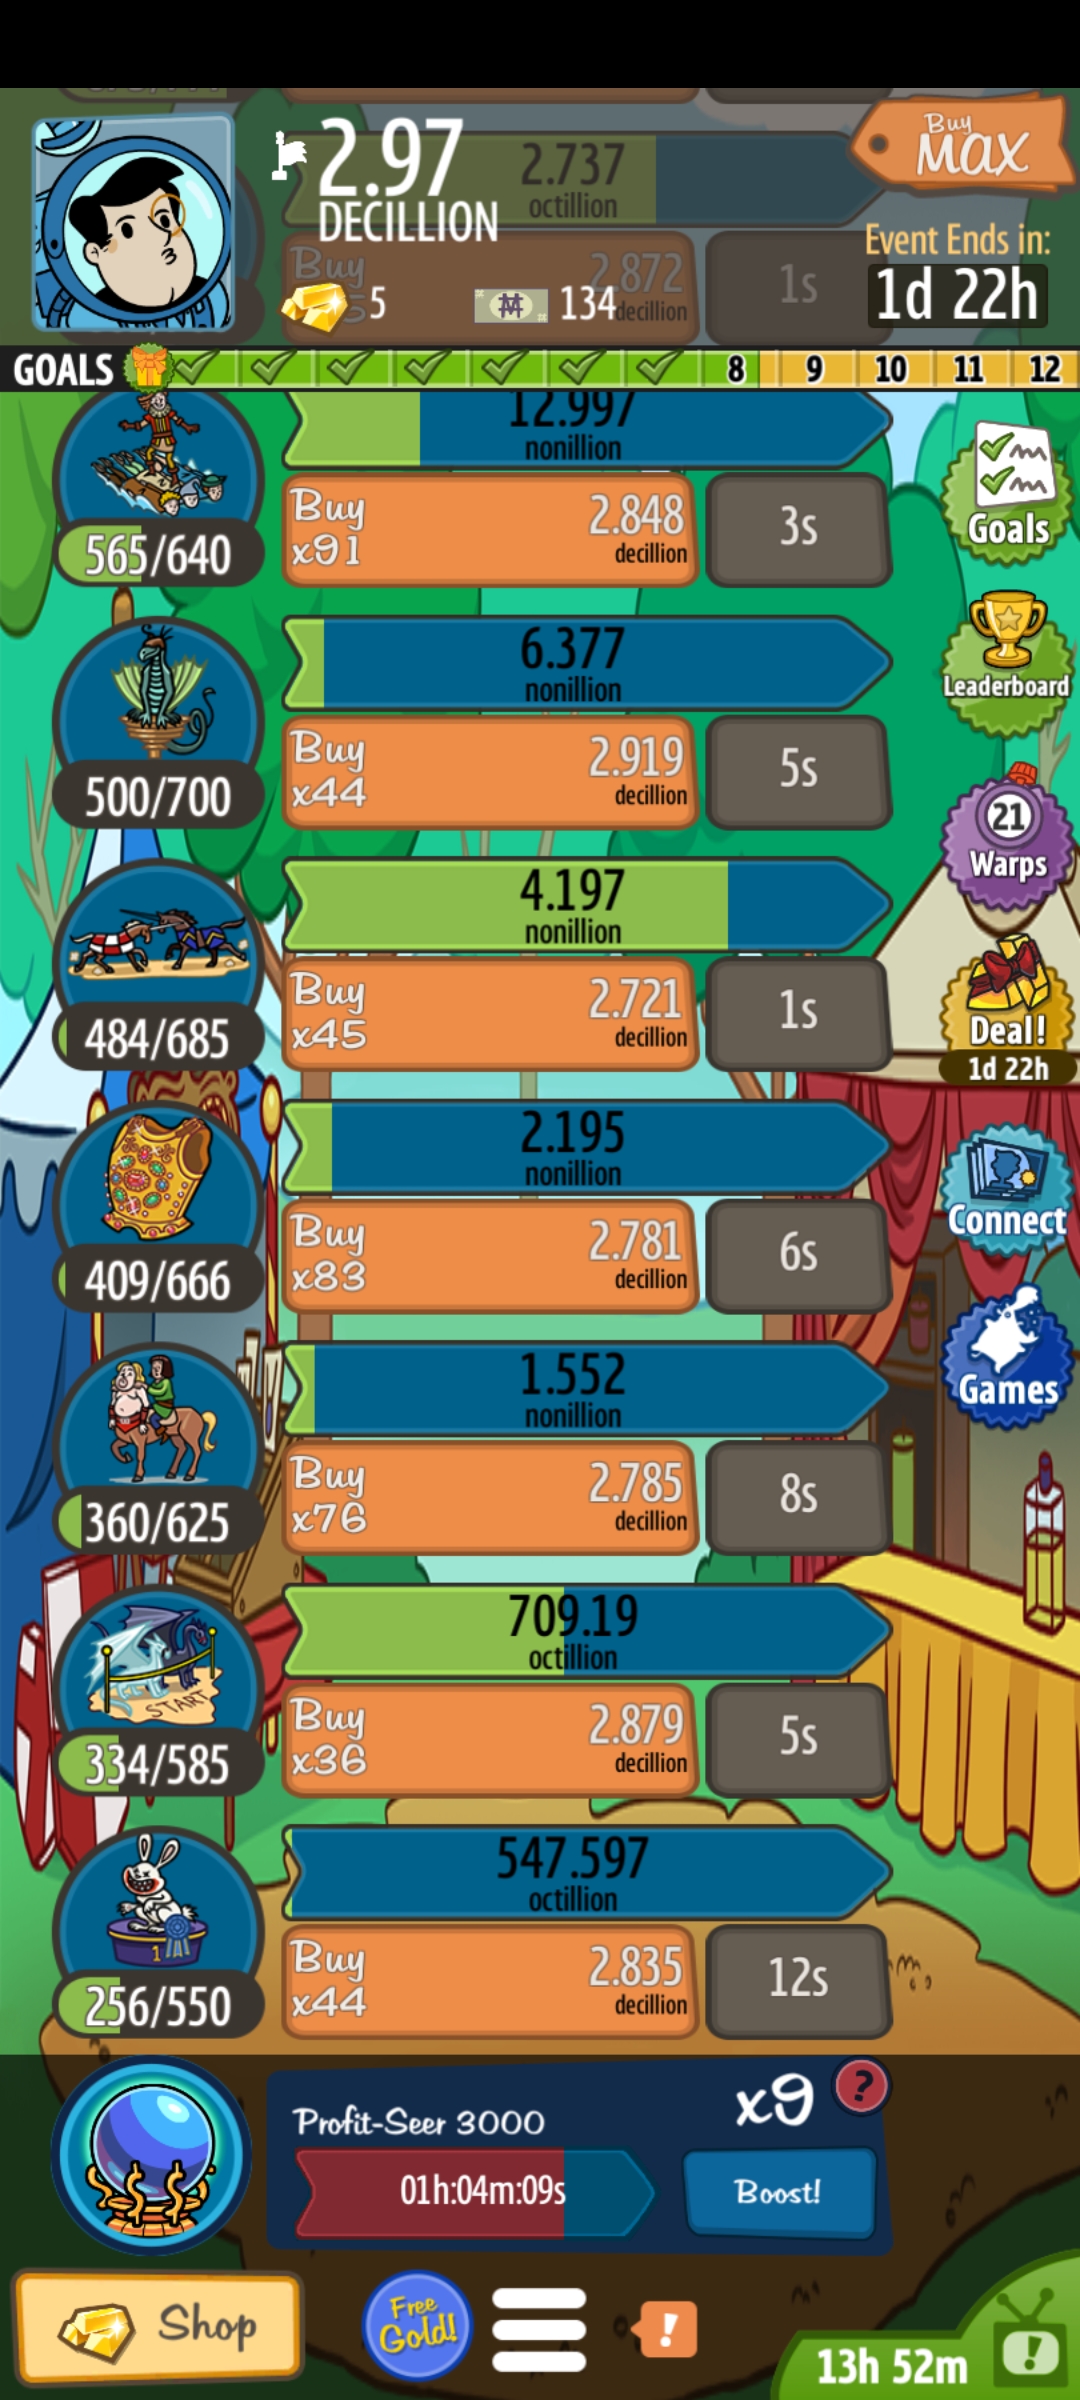 2.97
DECILLION
2.737
octillion
Buy
MAX
Buy
2.872
decillion
1s
5
134
Event Ends in:
1d 22h
GOALS
8 9 10 11 12
12.997
nonillion
565/640
Buy
x91
2.848
decillion
3s
Goals
6.377
nonillion
500/700
Buy
x44
2.919
decillion
5s
Leaderboard
4.197
nonillion
484/685
Buy
x45
2.721
decillion
1s
21
Warps
Deal!
1d 22h
2.195
nonillion
409/666
Buy
x83
2.781
decillion
6s
Connect
1.552
nonillion
360/625
Buy
x76
2.785
decillion
8s
Games
709.19
octillion
START
334/585
Buy
x36
2.879
decillion
5s
547.597
octillion
1
256/550
Buy
x44
2.835
decillion
12s
Profit-Seer 3000
x9
?
01h:04m:09s
Boost!
Shop
Free
Gold!
!
13h 52m
!